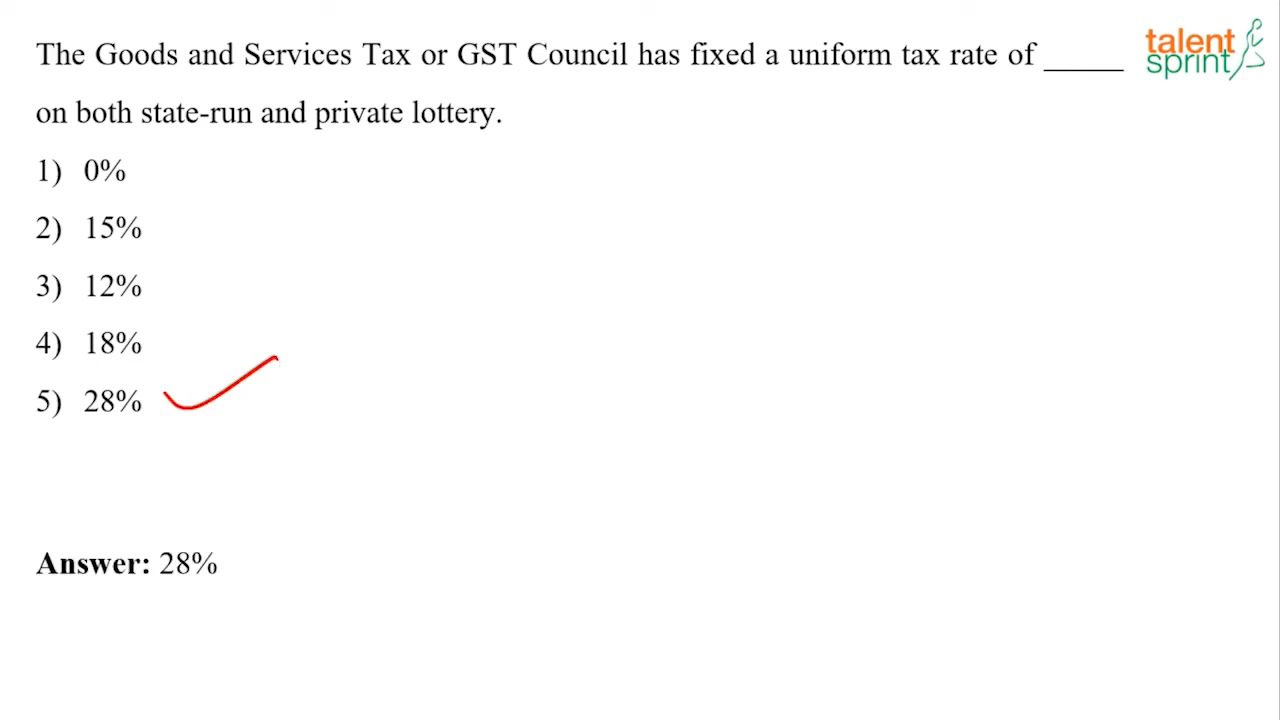 The Goods and Services Tax or GST Council has fixed a uniform tax rate of _____
on both state-run and private lottery.
1) 0%
2) 15%
3) 12%
4) 18%
5) 28%
Answer: 28%
talent
sprint